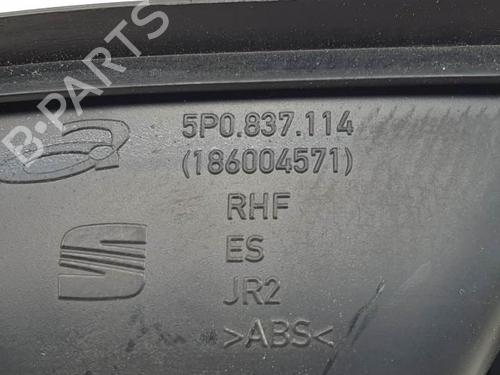 B-PARTS
5P0.837.114
(186004571)
RHF
ES
JR2
>ABS<